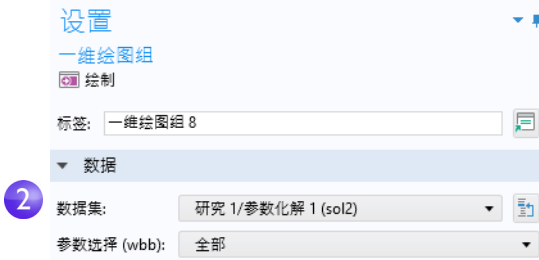 设置
一维绘图组
绘制
标签: 一维绘图组 8
数据
2
数据集: 研究 1/参数化解 1 (sol2)
参数选择 (wbb): 全部